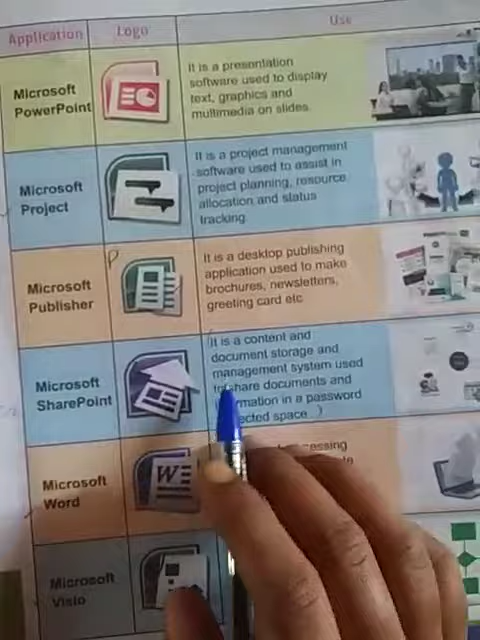 Application Logo Use
Microsoft
PowerPoint
It is a presentation
software used to display
text, graphics and
multimedia on slides.
Microsoft
Project
It is a project management
software used to assist in
project planning, resource
allocation and status
tracking.
P
Microsoft
Publisher
It is a desktop publishing
application used to make
brochures, newsletters,
greeting card etc
Microsoft
SharePoint
It is a content and
document storage and
management system used
share documents and
in a password
space.)
Microsoft
Word
W
Microsoft
Visio